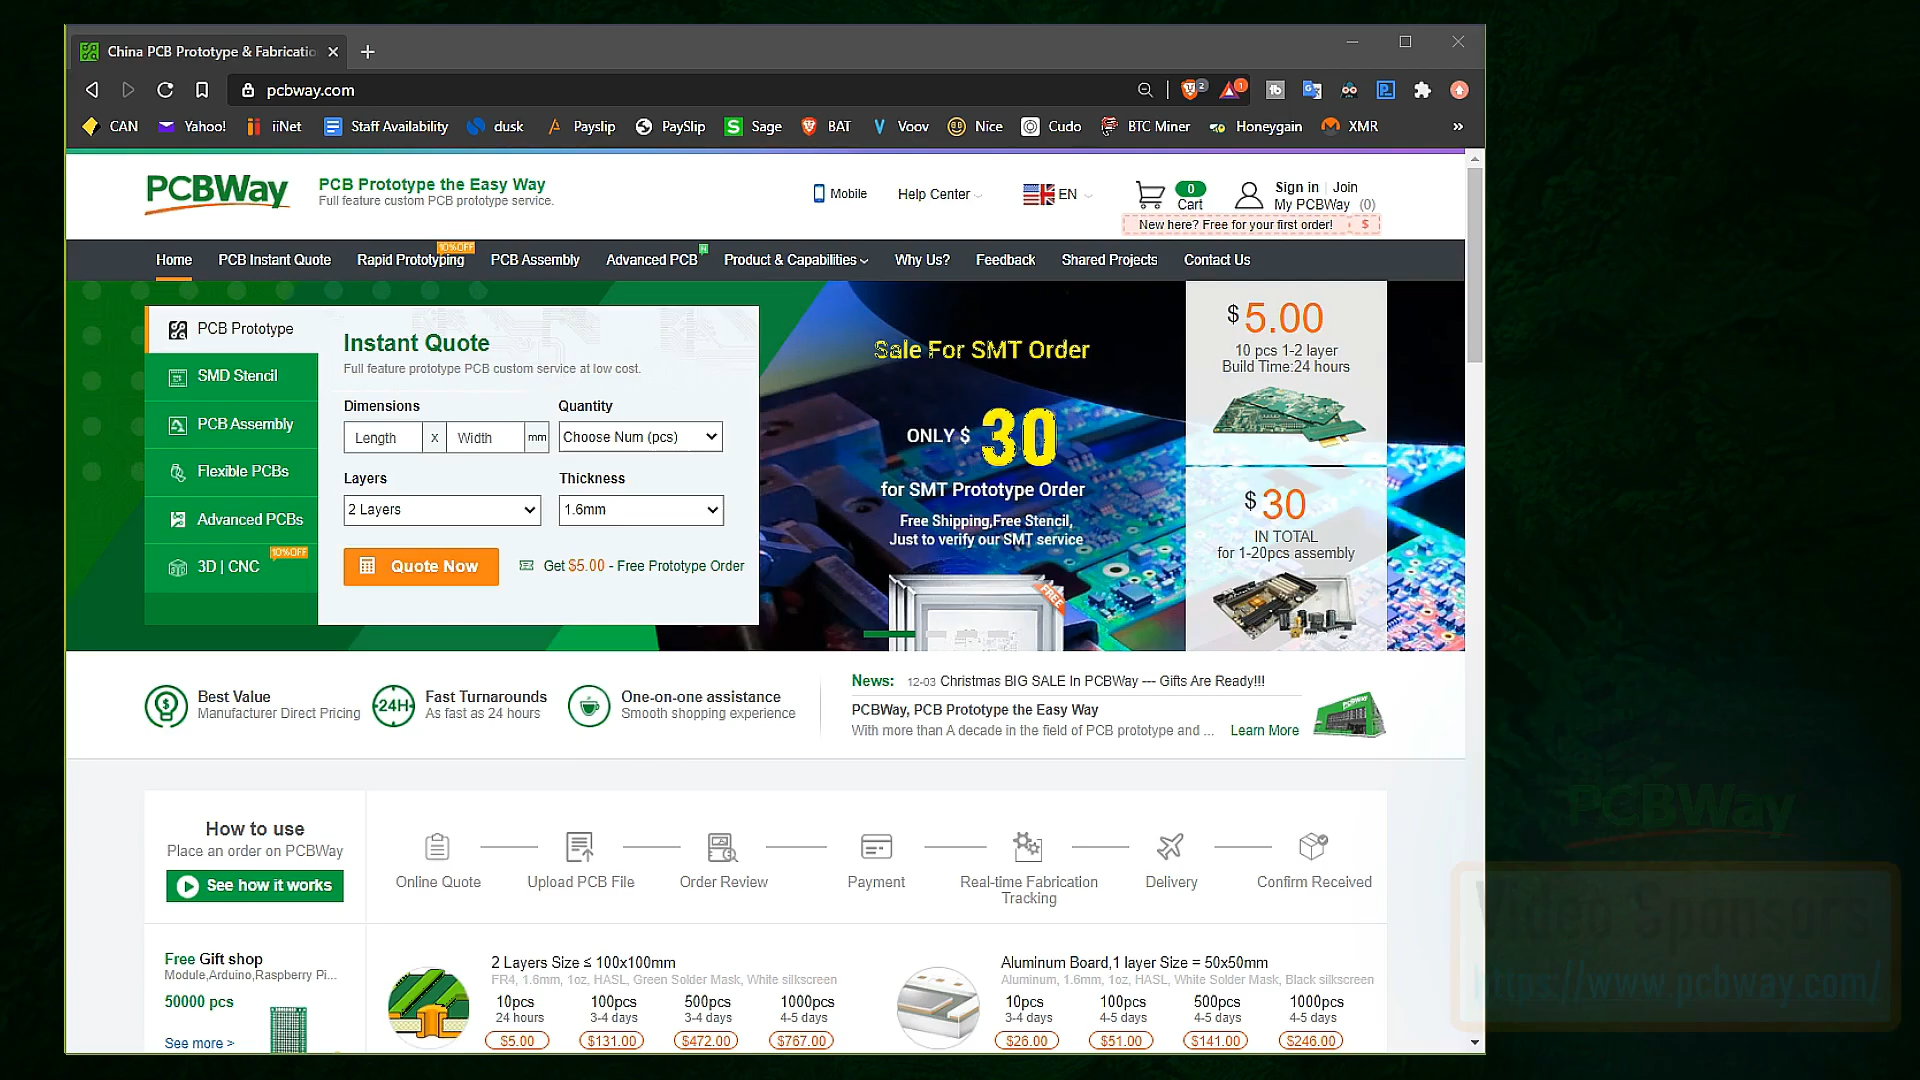 China PCB Prototype & Fabricatio
pcbway.com
2
1
CAN
Yahoo!
iiNet
Staff Availability
dusk
Payslip
PaySlip
Sage
BAT
Voov
Nice
Cudo
BTC Miner
Honeygain
XMR
»
PCBWay
PCB Prototype the Easy Way
Full feature custom PCB prototype service.
Mobile
Help Center
EN
0
Cart
Sign in | Join
My PCBWay (0)
New here? Free for your first order! $
Home
PCB Instant Quote
Rapid Prototyping
10%OFF
PCB Assembly
Advanced PCB
N
Product & Capabilities
Why Us?
Feedback
Shared Projects
Contact Us
PCB Prototype
SMD Stencil
PCB Assembly
Flexible PCBs
Advanced PCBs
3D | CNC
10%OFF
Instant Quote
Full feature prototype PCB custom service at low cost.
Dimensions
Quantity
Length x Width mm
Choose Num (pcs)
Layers
Thickness
2 Layers
1.6mm
Quote Now
Get $5.00 - Free Prototype Order
Sale For SMT Order
ONLY $ 30
for SMT Prototype Order
Free Shipping,Free Stencil,
Just to verify our SMT service
FREE
$ 5.00
10 pcs 1-2 layer
Build Time:24 hours
$ 30
IN TOTAL
for 1-20pcs assembly
Best Value
Manufacturer Direct Pricing
24H
Fast Turnarounds
As fast as 24 hours
One-on-one assistance
Smooth shopping experience
News: 12-03 Christmas BIG SALE In PCBWay --- Gifts Are Ready!!!
PCBWay, PCB Prototype the Easy Way
With more than A decade in the field of PCB prototype and ... Learn More
How to use
Place an order on PCBWay
See how it works
Online Quote
Upload PCB File
Order Review
Payment
Real-time Fabrication
Tracking
Delivery
Confirm Received
Free Gift shop
Module,Arduino,Raspberry Pi...
50000 pcs
See more >
2 Layers Size ≤ 100x100mm
FR4, 1.6mm, 1oz, HASL, Green Solder Mask, White silkscreen
10pcs 100pcs 500pcs 1000pcs
24 hours 3-4 days 3-4 days 4-5 days
$5.00 $131.00 $472.00 $767.00
Aluminum Board,1 layer Size = 50x50mm
Aluminum, 1.6mm, 1oz, HASL, White Solder Mask, Black silkscreen
10pcs 100pcs 500pcs 1000pcs
3-4 days 4-5 days 4-5 days 4-5 days
$26.00 $51.00 $141.00 $246.00
PCBWay
Video Sponsors
https://www.pcbway.com/